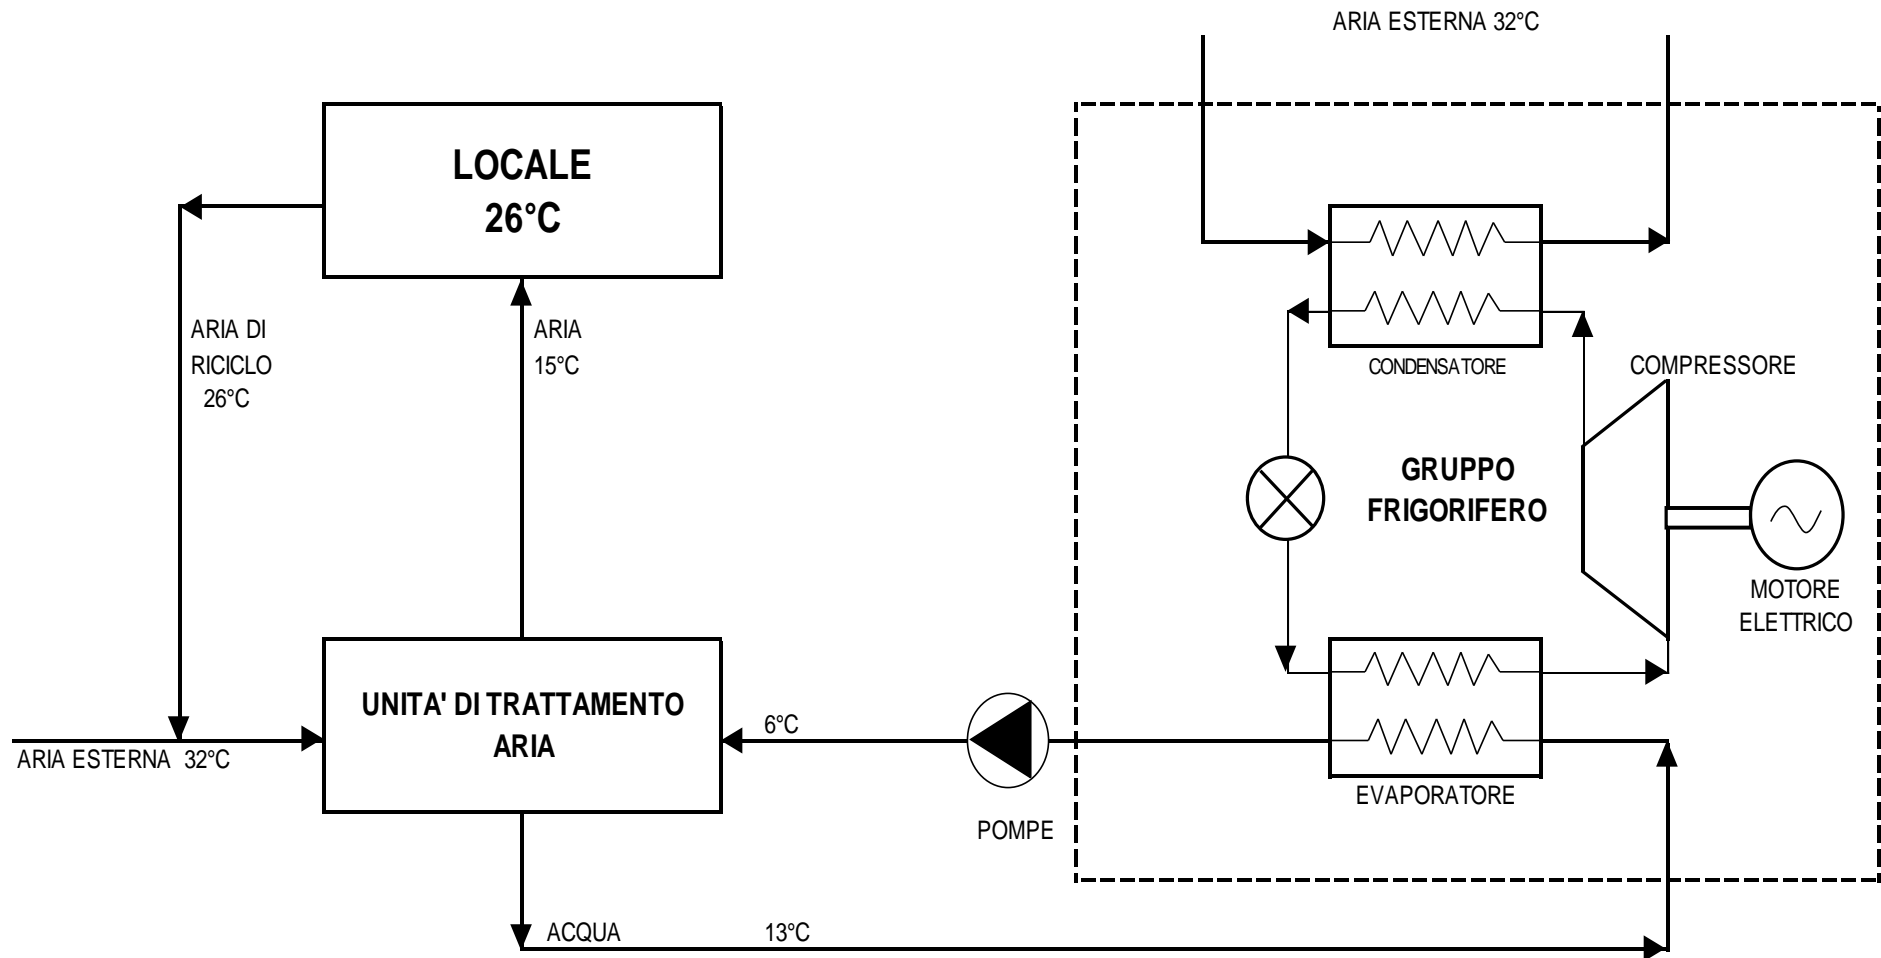 ARIA ESTERNA 32°C
LOCALE
26°C
ARIA DI
RICICLO
26°C
ARIA
15°C
CONDENSATORE
COMPRESSORE
GRUPPO
FRIGORIFERO
MOTORE
ELETTRICO
UNITA' DI TRATTAMENTO
ARIA
6°C
ARIA ESTERNA 32°C
EVAPORATORE
POMPE
ACQUA 13°C